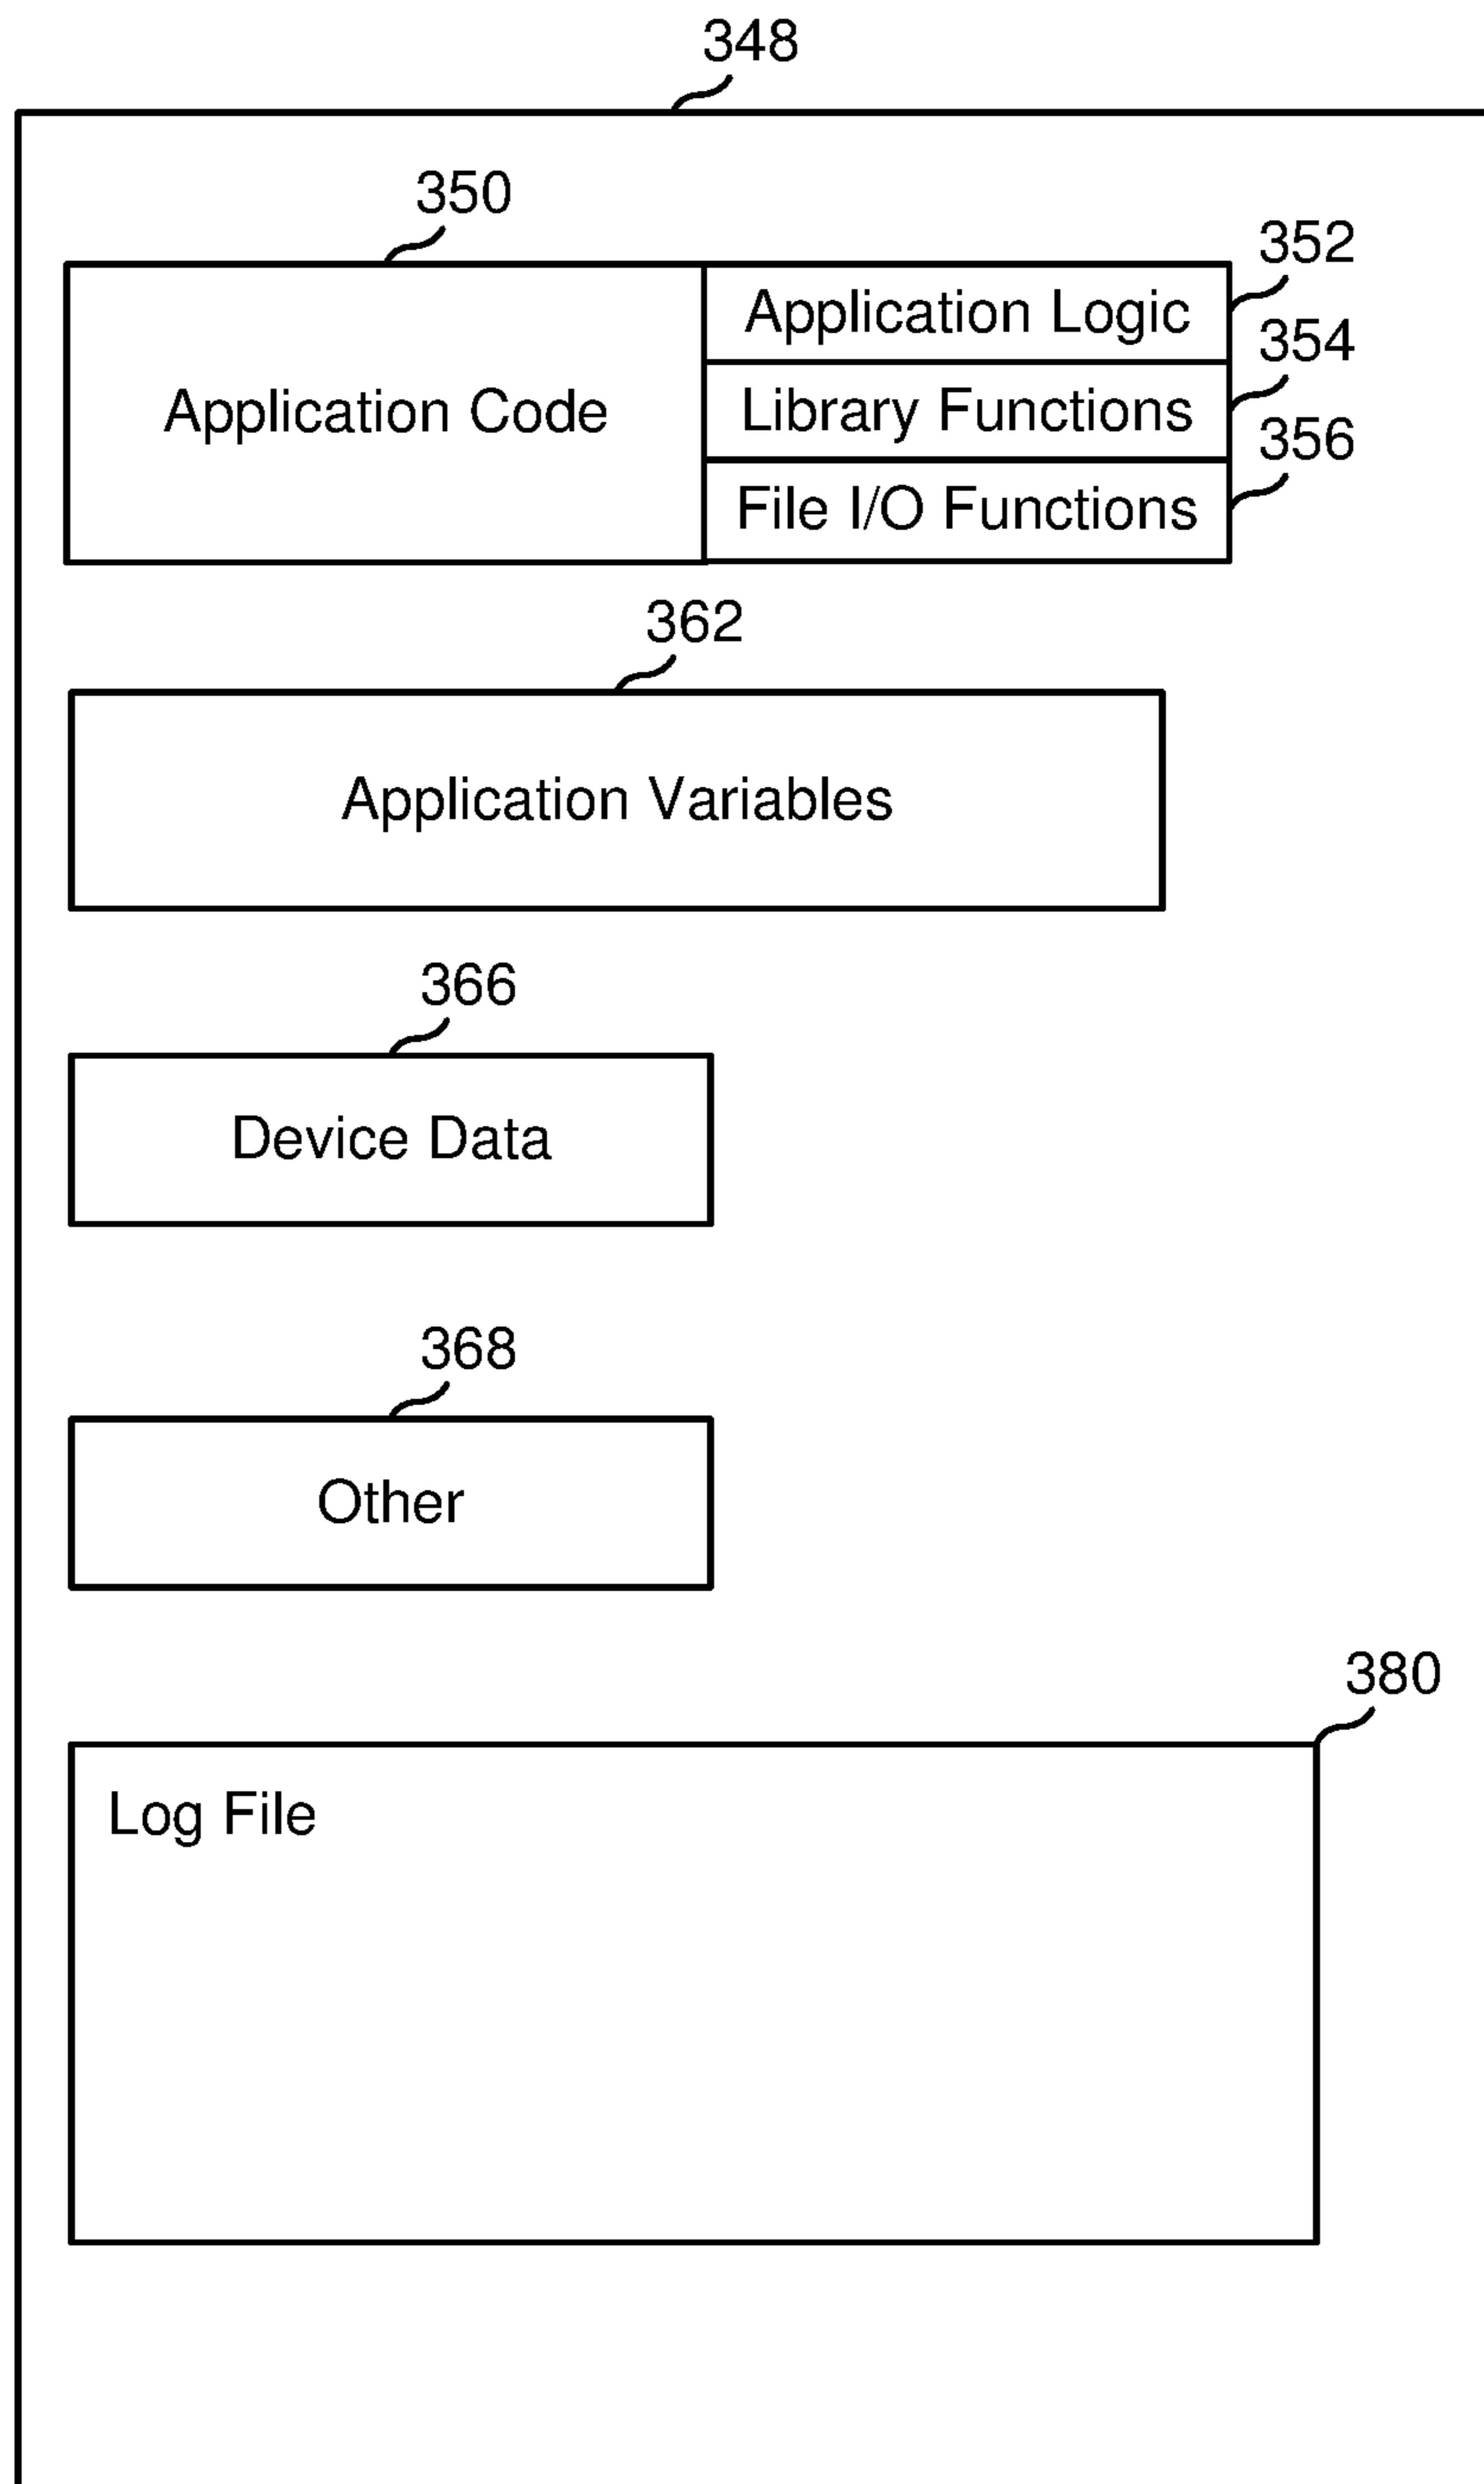 348
350
352
Application Logic
354
Application Code
Library Functions
356
File I/O Functions
362
Application Variables
366
Device Data
368
Other
380
Log File